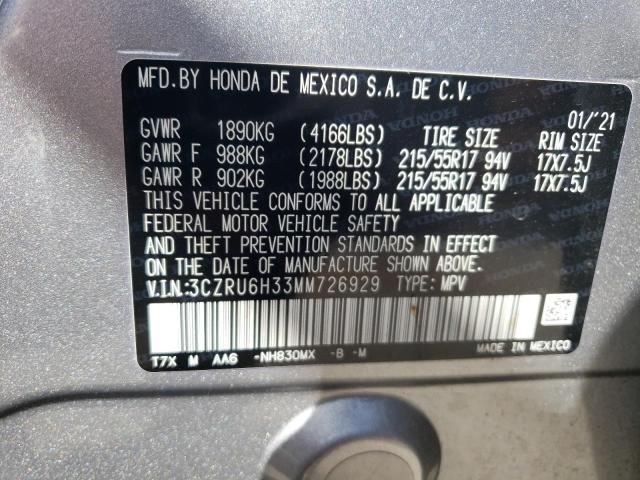 MFD. BY HONDA DE MEXICO S.A. DE C.V.
01/'21
GVWR 1890KG (4166LBS) TIRE SIZE RIM SIZE
GAWR F 988KG (2178LBS) 215/55R17 94V 17X7.5J
GAWR R 902KG (1988LBS) 215/55R17 94V 17X7.5J
THIS VEHICLE CONFORMS TO ALL APPLICABLE
FEDERAL MOTOR VEHICLE SAFETY
AND THEFT PREVENTION STANDARDS IN EFFECT
ON THE DATE OF MANUFACTURE SHOWN ABOVE.
V.I.N:3CZRU6H33MM726929 TYPE: MPV
T7X M AA6 -NH830MX -B -M
MADE IN MEXICO